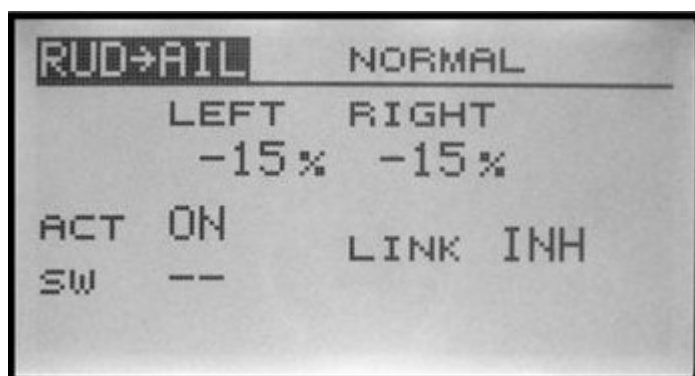 RUD→AIL NORMAL
LEFT RIGHT
-15% -15%
ACT ON LINK INH
SW --